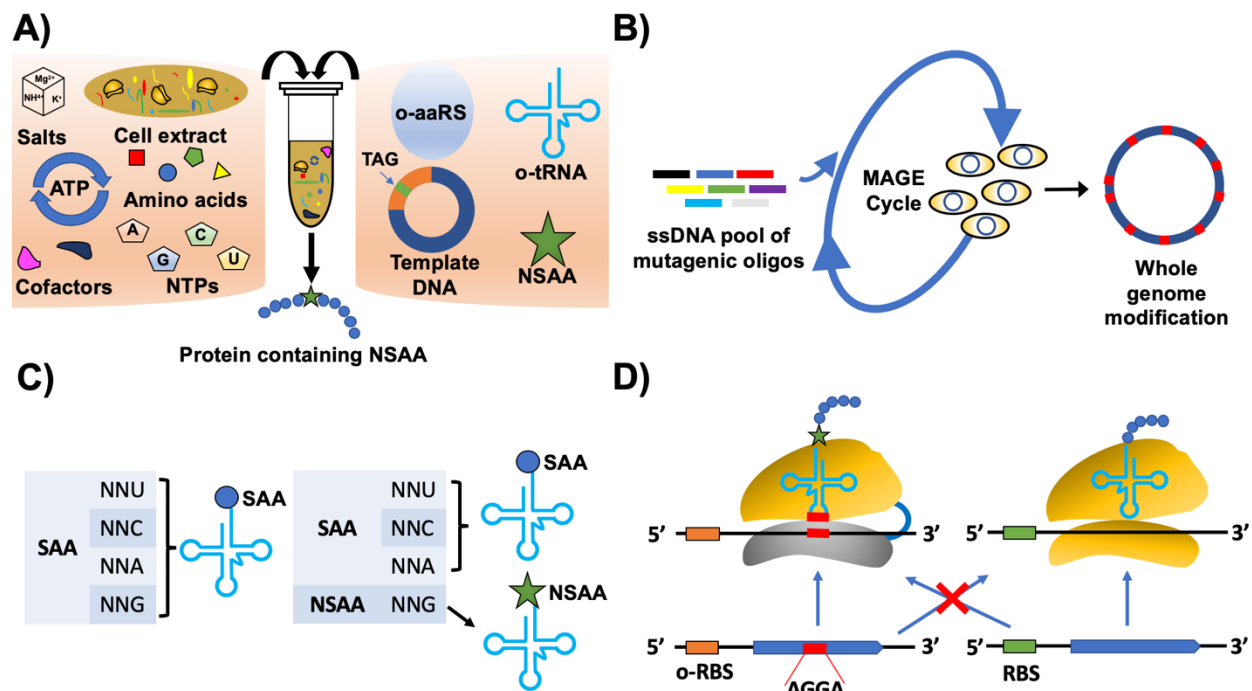 A)
Mg²⁺
NH⁴⁺
K⁺
Salts
Cell extract
ATP
Amino acids
A
C
G
U
Cofactors
NTPs
o-aaRS
TAG
o-tRNA
Template
DNA
NSAA
Protein containing NSAA
B)
ssDNA pool of
mutagenic oligos
MAGE
Cycle
Whole
genome
modification
C)
SAA
NNU
NNC
NNA
NNG
SAA
SAA
NNU
NNC
NNA
NSAA
NNG
SAA
NSAA
D)
5’
3’
5’
3’
5’
3’
o-RBS
AGGA
5’
3’
RBS